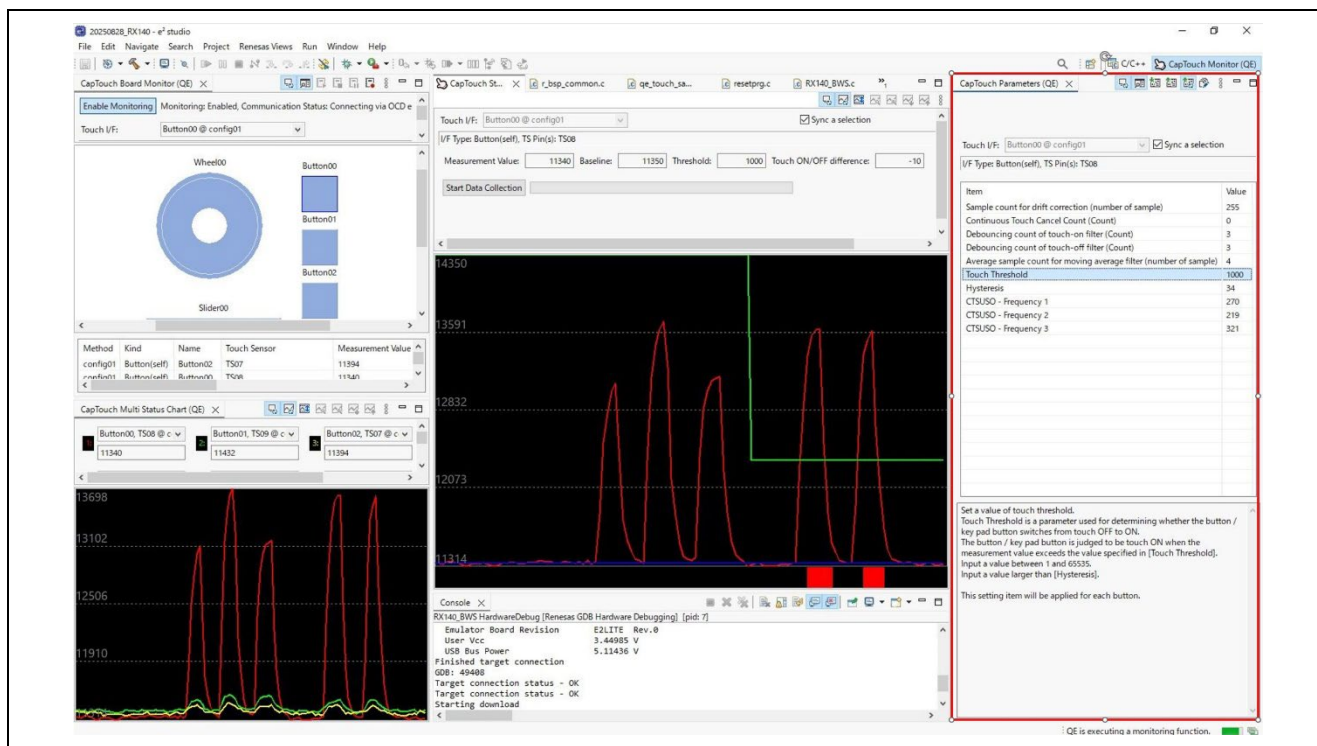 20250828_RX140 - e² studio
File Edit Navigate Search Project Renesas Views Run Window Help
C/C++ CapTouch Monitor (QE)
CapTouch Board Monitor (QE)
Enable Monitoring Monitoring: Enabled, Communication Status: Connecting via OCD e
Touch I/F: Button00 @ config01
Wheel00
Button00
Button01
Button02
Slider00
Method Kind Name Touch Sensor Measurement Value
config01 Button(self) Button02 TS07 11394
config01 Button(self) Button00 TS08 11340
CapTouch Multi Status Chart (QE)
1: Button00, TS08 @ c 2: Button01, TS09 @ c 3: Button02, TS07 @ c
11340 11432 11394
13698
13102
12506
11910
CapTouch St... r_bsp_common.c qe_touch_sa... resetprg.c RX140_BWS.c
Touch I/F: Button00 @ config01 Sync a selection
I/F Type: Button(self), TS Pin(s): TS08
Measurement Value: 11340 Baseline: 11350 Threshold: 1000 Touch ON/OFF difference: -10
Start Data Collection
14350
13591
12832
12073
11314
Console
RX140_BWS HardwareDebug [Renesas GDB Hardware Debugging] [pid: 7]
Emulator Board Revision E2LITE Rev.0
User Vcc 3.44985 V
USB Bus Power 5.11436 V
Finished target connection
GDB: 49408
Target connection status - OK
Target connection status - OK
Starting download
CapTouch Parameters (QE)
Touch I/F: Button00 @ config01 Sync a selection
I/F Type: Button(self), TS Pin(s): TS08
Item Value
Sample count for drift correction (number of sample) 255
Continuous Touch Cancel Count (Count) 0
Debouncing count of touch-on filter (Count) 3
Debouncing count of touch-off filter (Count) 3
Average sample count for moving average filter (number of sample) 4
Touch Threshold 1000
Hysteresis 34
CTSUSO - Frequency 1 270
CTSUSO - Frequency 2 219
CTSUSO - Frequency 3 321
Set a value of touch threshold.
Touch Threshold is a parameter used for determining whether the button /
key pad button switches from touch OFF to ON.
The button / key pad button is judged to be touch ON when the
measurement value exceeds the value specified in [Touch Threshold].
Input a value between 1 and 65535.
Input a value larger than [Hysteresis].
This setting item will be applied for each button.
QE is executing a monitoring function.